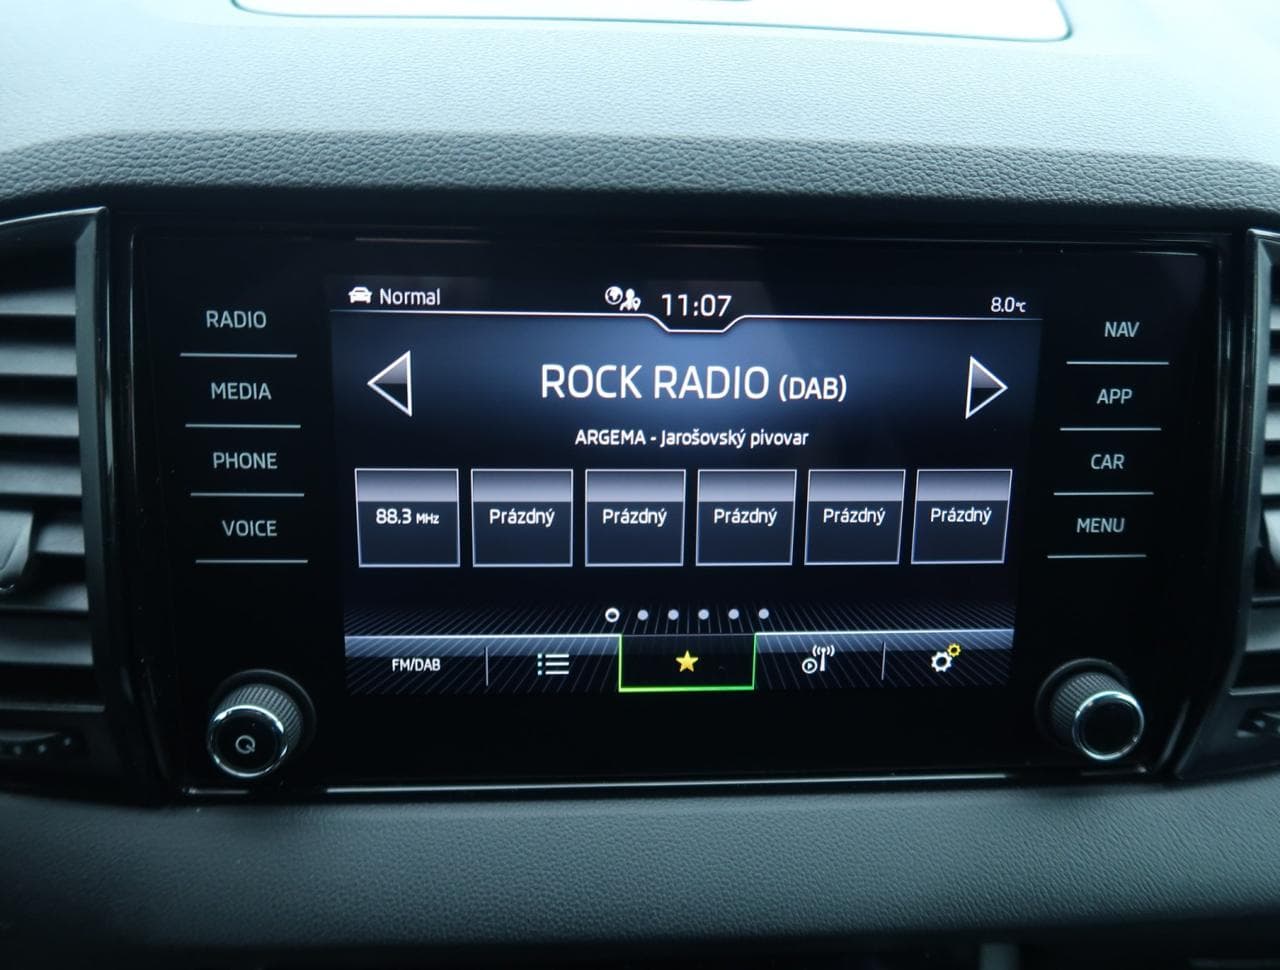 Normal
11:07
8.0°C
RADIO
MEDIA
PHONE
VOICE
NAV
APP
CAR
MENU
ROCK RADIO (DAB)
ARGEMA - Jarošovský pivovar
88.3 MHz
Prázdný
Prázdný
Prázdný
Prázdný
Prázdný
FM/DAB